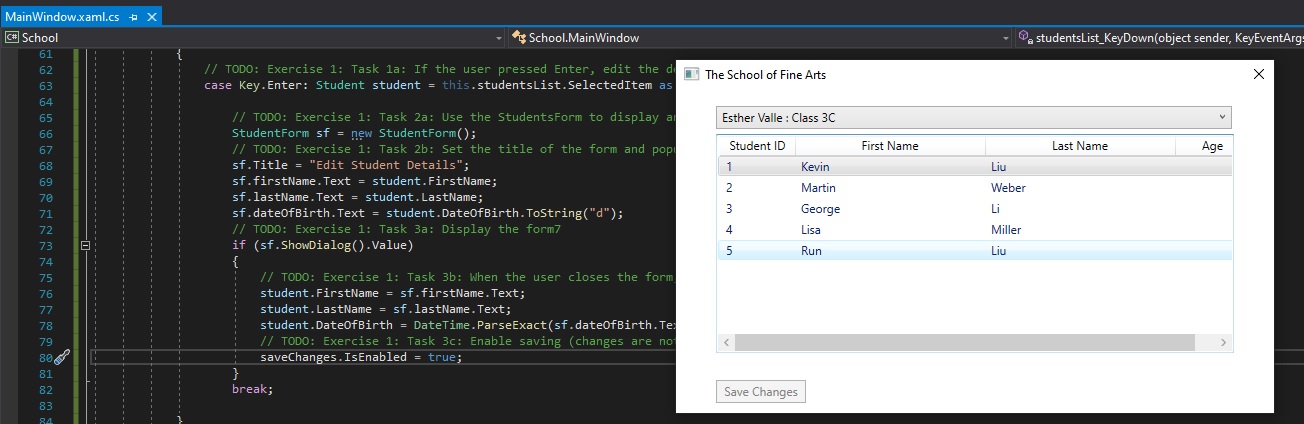 MainWindow.xaml.cs
School
School.MainWindow
studentsList_KeyDown(object sender, KeyEventArgs
61 {
62 // TODO: Exercise 1: Task 1a: If the user pressed Enter, edit the d
63 case Key.Enter: Student student = this.studentsList.SelectedItem as
64
65 // TODO: Exercise 1: Task 2a: Use the StudentsForm to display an
66 StudentForm sf = new StudentForm();
67 // TODO: Exercise 1: Task 2b: Set the title of the form and popu
68 sf.Title = "Edit Student Details";
69 sf.firstName.Text = student.FirstName;
70 sf.lastName.Text = student.LastName;
71 sf.dateOfBirth.Text = student.DateOfBirth.ToString("d");
72 // TODO: Exercise 1: Task 3a: Display the form7
73 if (sf.ShowDialog().Value)
74 {
75 // TODO: Exercise 1: Task 3b: When the user closes the form,
76 student.FirstName = sf.firstName.Text;
77 student.LastName = sf.lastName.Text;
78 student.DateOfBirth = DateTime.ParseExact(sf.dateOfBirth.Tex
79 // TODO: Exercise 1: Task 3c: Enable saving (changes are not
80 saveChanges.IsEnabled = true;
81 }
82 break;
83
84 }
The School of Fine Arts
Esther Valle : Class 3C
Student ID First Name Last Name Age
1 Kevin Liu
2 Martin Weber
3 George Li
4 Lisa Miller
5 Run Liu
Save Changes